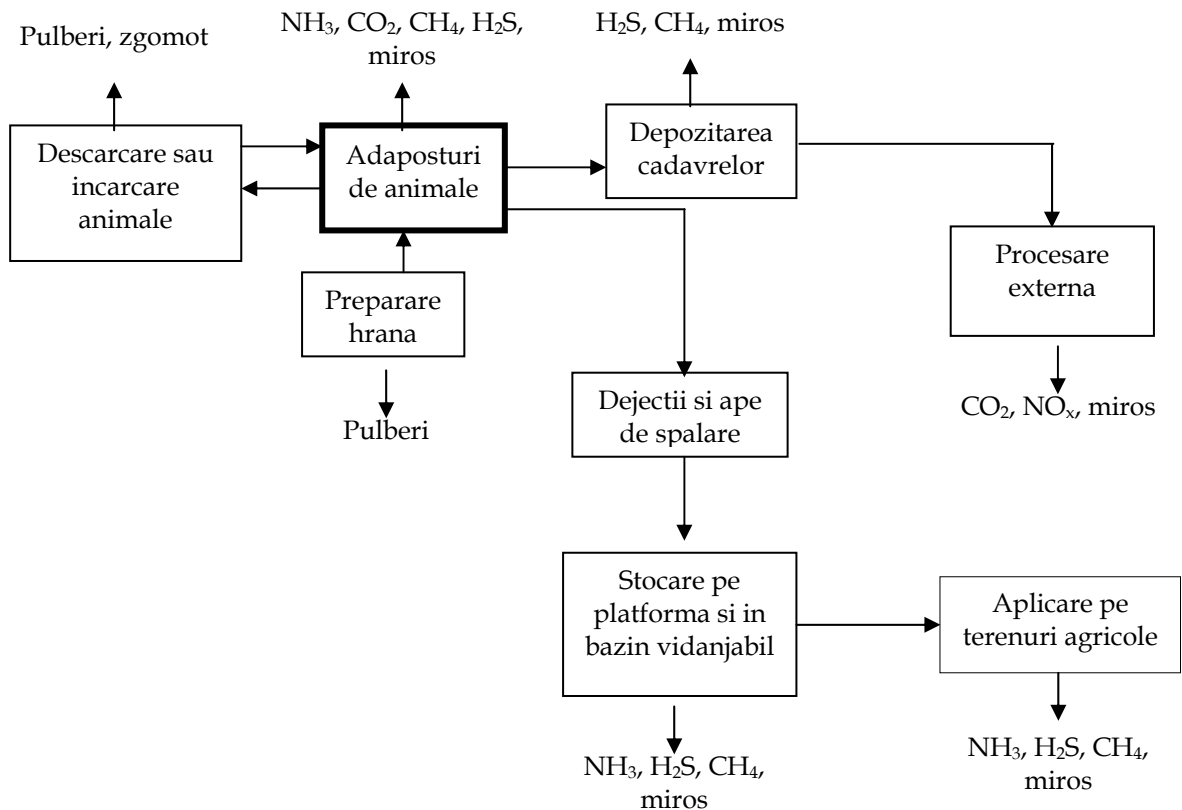 Pulberi, zgomot
NH₃, CO₂, CH₄, H₂S,
miros
H₂S, CH₄, miros
Descarcare sau
incarcare
animale
Adaposturi
de animale
Depozitarea
cadavrelor
Procesare
externa
Preparare
hrana
Pulberi
Dejectii si ape
de spalare
CO₂, NOₓ, miros
Stocare pe
platforma si in
bazin vidanjabil
Aplicare pe
terenuri agricole
NH₃, H₂S, CH₄,
miros
NH₃, H₂S, CH₄,
miros